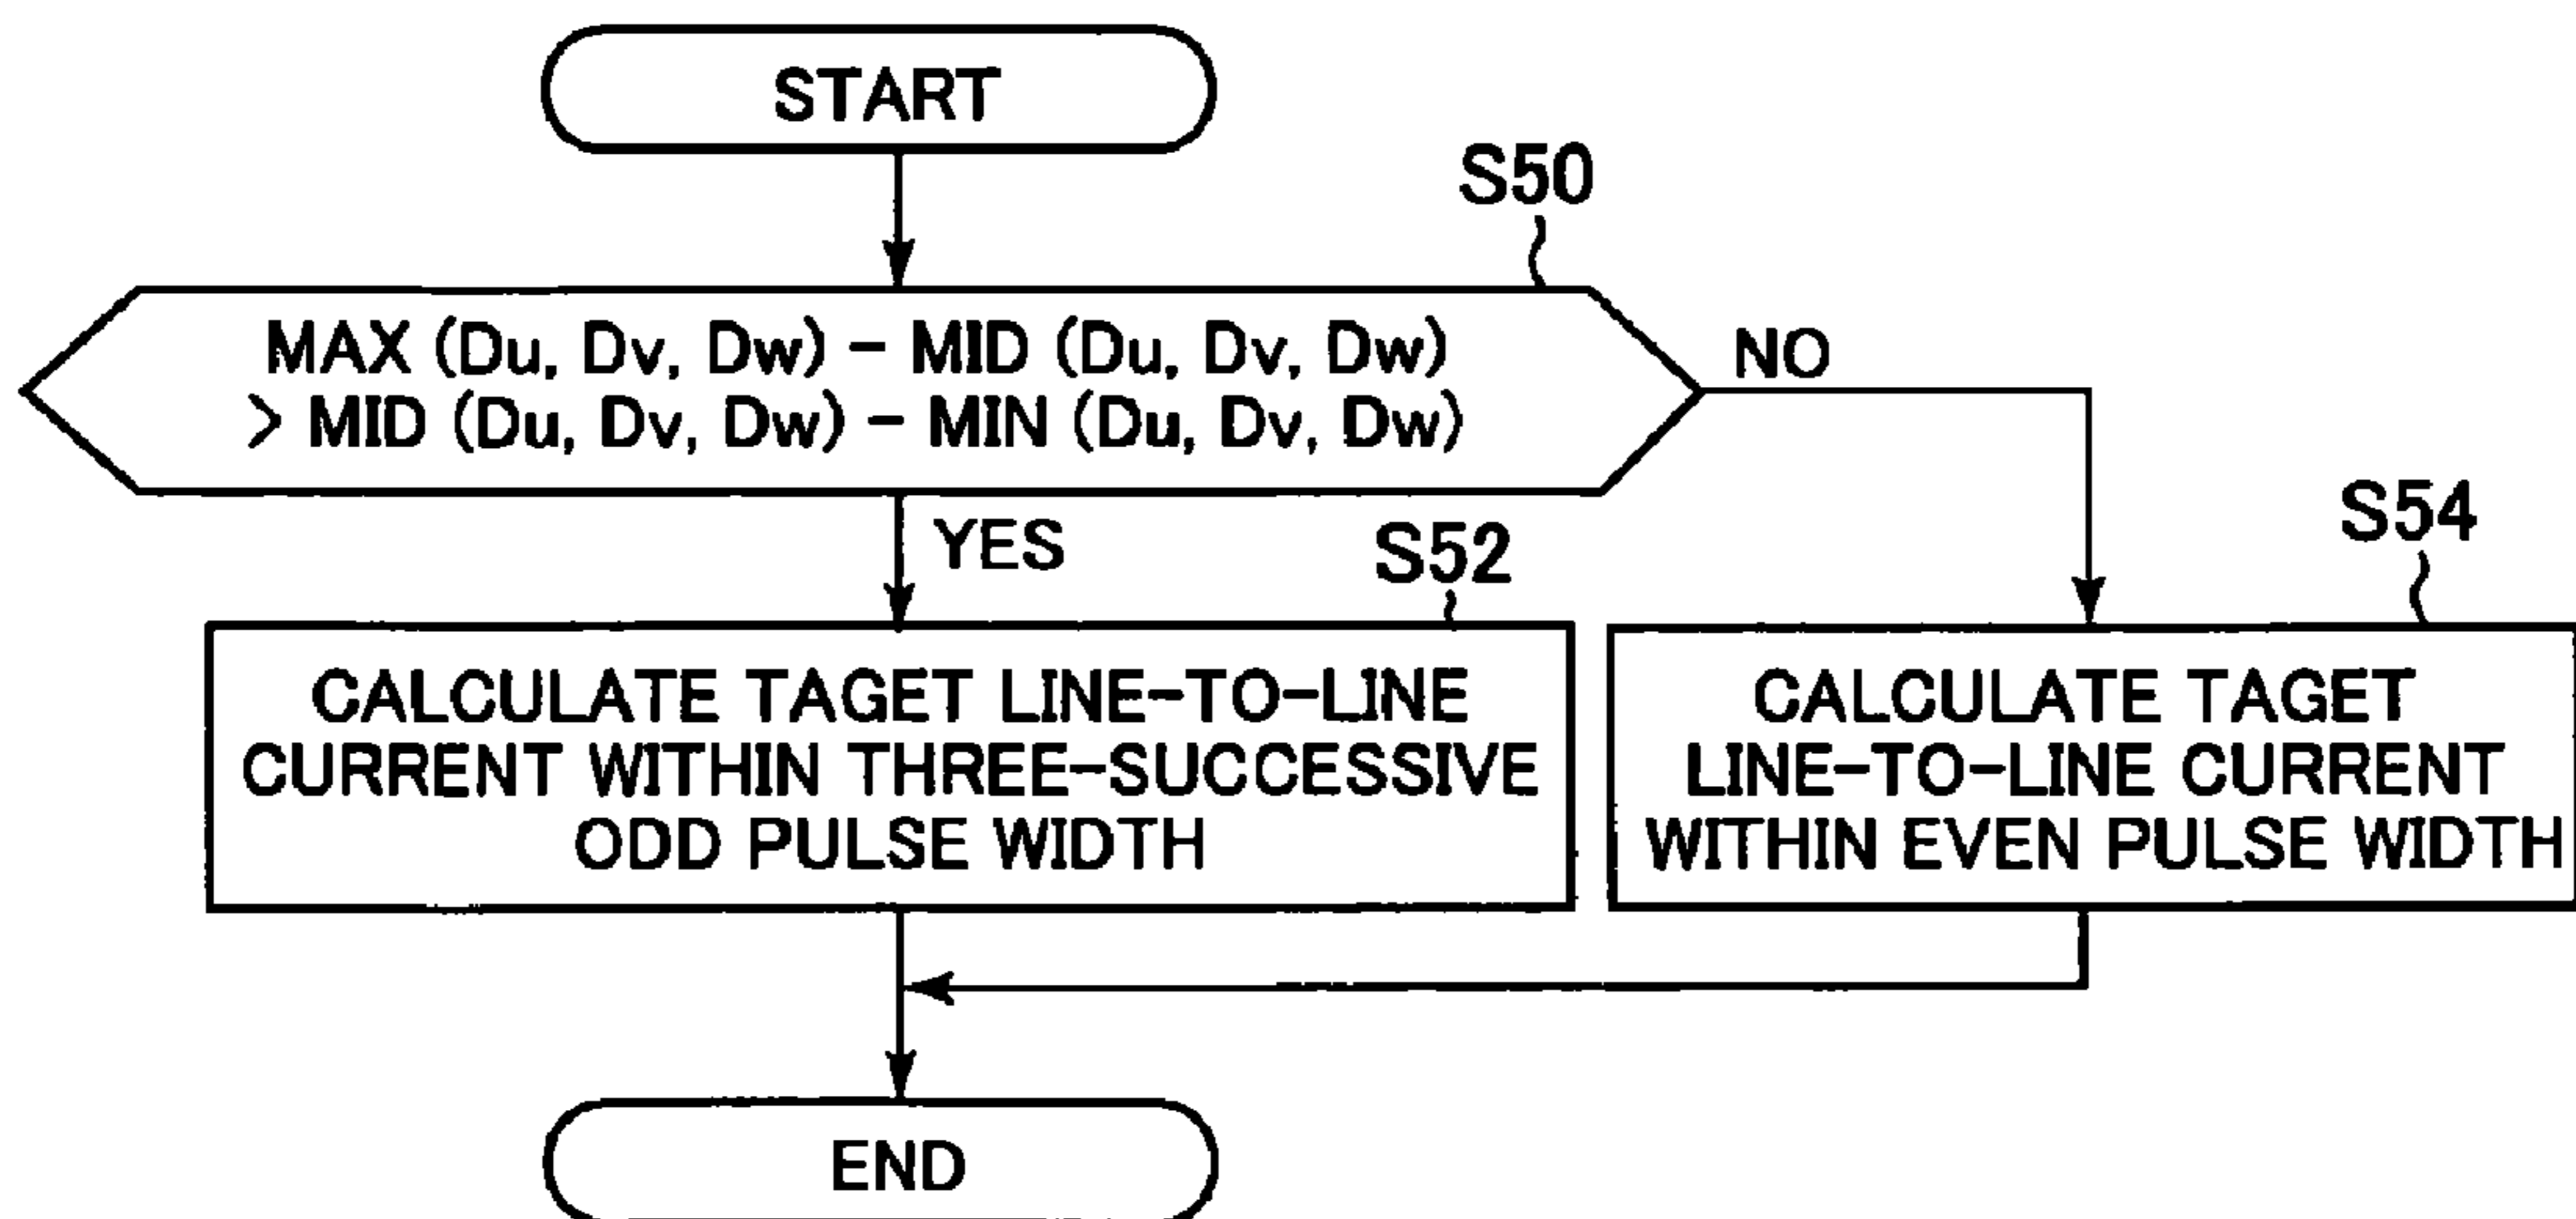 START
S50
MAX (Du, Dv, Dw) - MID (Du, Dv, Dw)
> MID (Du, Dv, Dw) - MIN (Du, Dv, Dw)
NO
YES
S52
S54
CALCULATE TAGET LINE-TO-LINE
CURRENT WITHIN THREE-SUCCESSIVE
ODD PULSE WIDTH
CALCULATE TAGET
LINE-TO-LINE CURRENT
WITHIN EVEN PULSE WIDTH
END